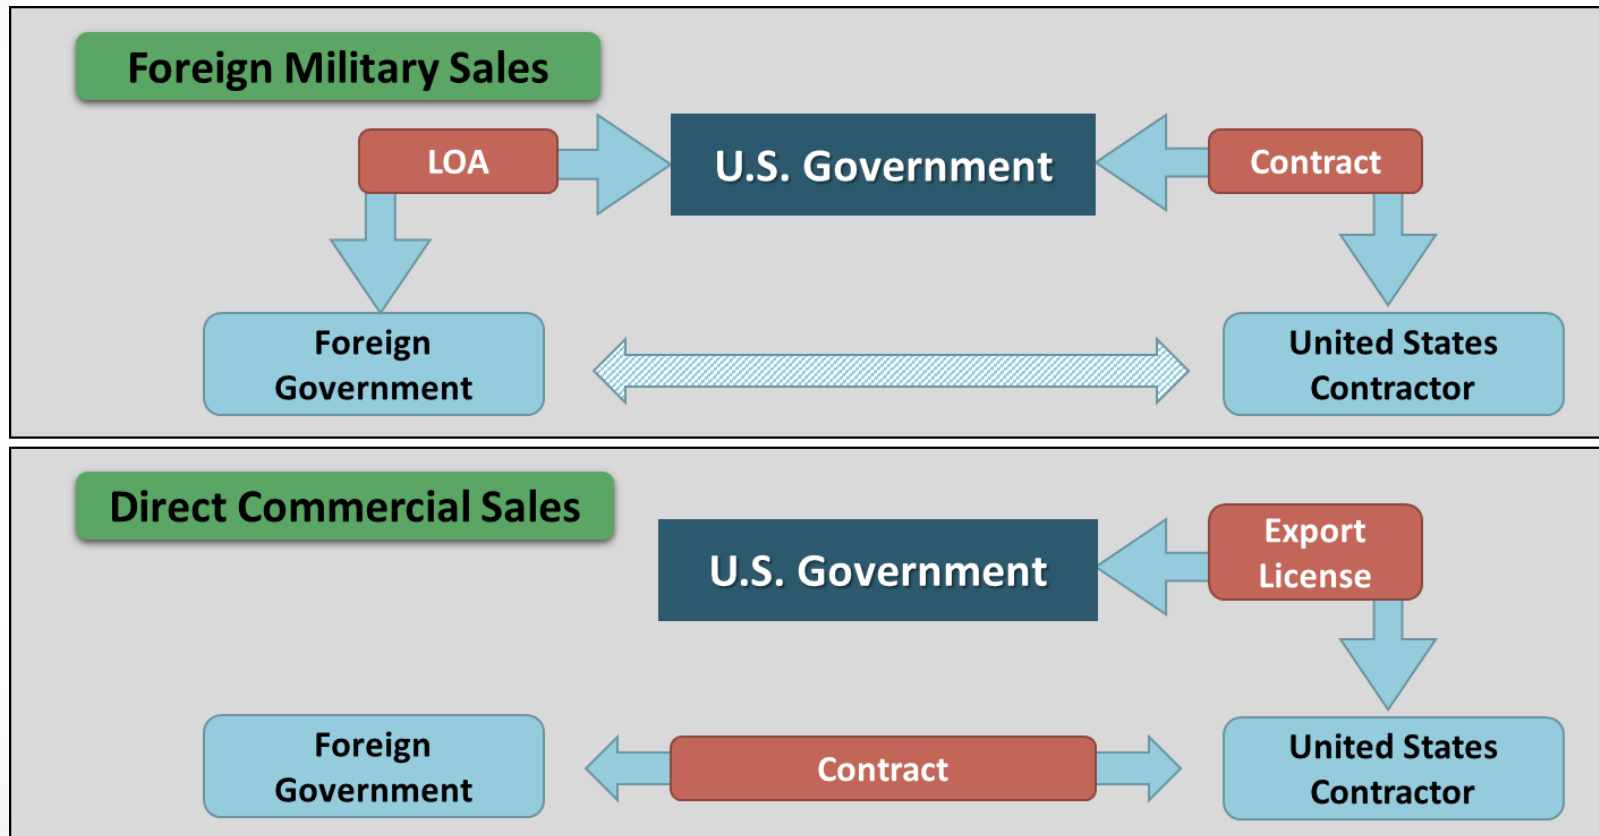 Foreign Military Sales
LOA
U.S. Government
Contract
Foreign
Government
United States
Contractor
Direct Commercial Sales
U.S. Government
Export
License
Foreign
Government
Contract
United States
Contractor